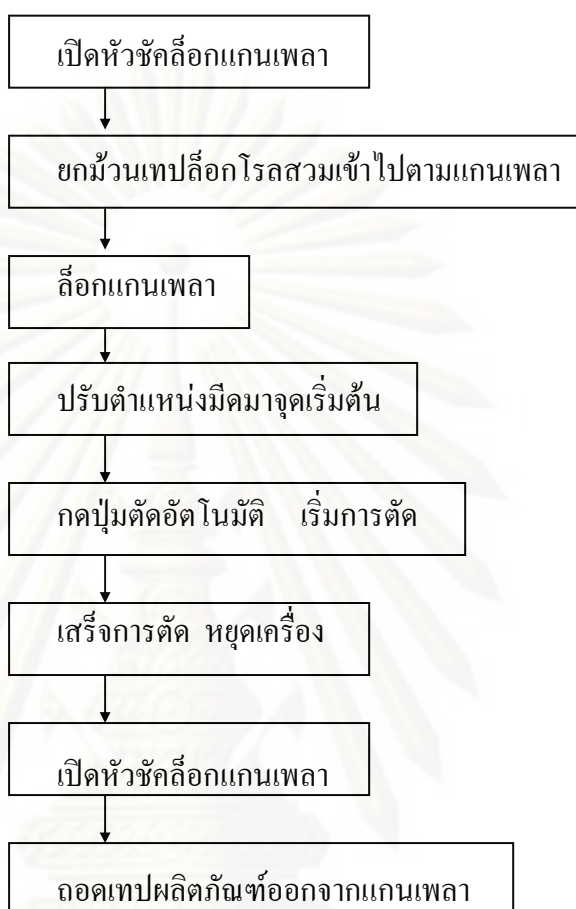 เปิดหัวชัคล็อกแกนเพลา
ยกม้วนเทปล็อกโรลสวมเข้าไปตามแกนเพลา
ล็อกแกนเพลา
ปรับตำแหน่งมีดมาจุดเริ่มต้น
กดปุ่มตัดอัตโนมัติ เริ่มการตัด
เสร็จการตัด หยุดเครื่อง
เปิดหัวชัคล็อกแกนเพลา
ถอดเทปผลิตภัณฑ์ออกจากแกนเพลา